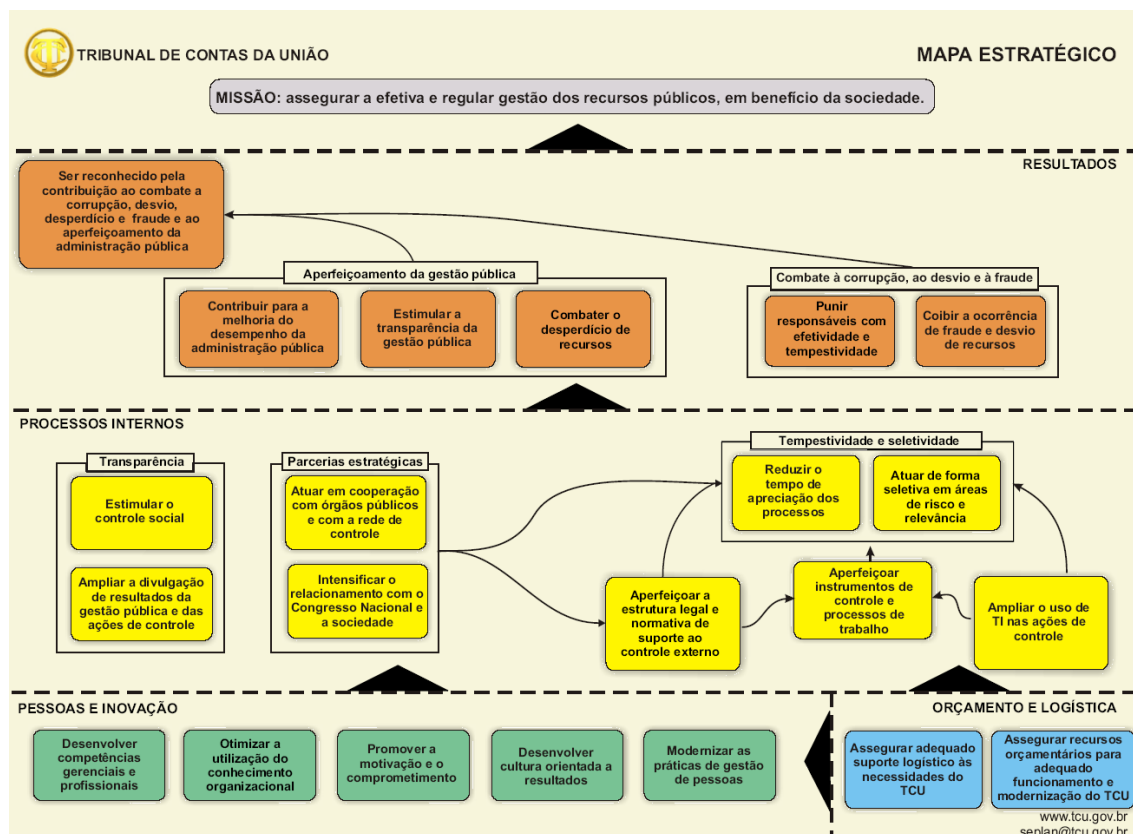 TRIBUNAL DE CONTAS DA UNIÃO
MAPA ESTRATÉGICO
MISSÃO: assegurar a efetiva e regular gestão dos recursos públicos, em benefício da sociedade.
RESULTADOS
Ser reconhecido pela
contribuição ao combate a
corrupção, desvio,
desperdício e fraude e ao
aperfeiçoamento da
administração pública
Aperfeiçoamento da gestão pública
Contribuir para a
melhoria do
desempenho da
administração pública
Estimular a
transparência da
gestão pública
Combater o
desperdício de
recursos
Combate à corrupção, ao desvio e à fraude
Punir
responsáveis com
efetividade e
tempestividade
Coibir a ocorrência
de fraude e desvio
de recursos
PROCESSOS INTERNOS
Transparência
Estimular o
controle social
Ampliar a divulgação
de resultados da
gestão pública e das
ações de controle
Parcerias estratégicas
Atuar em cooperação
com órgãos públicos
e com a rede de
controle
Intensificar o
relacionamento com o
Congresso Nacional e
a sociedade
Tempestividade e seletividade
Reduzir o
tempo de
apreciação dos
processos
Atuar de forma
seletiva em áreas
de risco e
relevância
Aperfeiçoar a
estrutura legal e
normativa de
suporte ao
controle externo
Aperfeiçoar
instrumentos de
controle e
processos de
trabalho
Ampliar o uso de
TI nas ações de
controle
PESSOAS E INOVAÇÃO
Desenvolver
competências
gerenciais e
profissionais
Otimizar a
utilização do
conhecimento
organizacional
Promover a
motivação e o
comprometimento
Desenvolver
cultura orientada a
resultados
Modernizar as
práticas de gestão
de pessoas
ORÇAMENTO E LOGÍSTICA
Assegurar adequado
suporte logístico às
necessidades do
TCU
Assegurar recursos
orçamentários para
adequado
funcionamento e
modernização do TCU
www.tcu.gov.br
seplan@tcu.gov.br